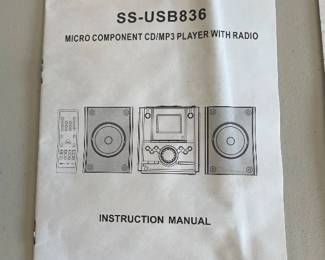 SS-USB836
MICRO COMPONENT CD/MP3 PLAYER WITH RADIO
INSTRUCTION MANUAL